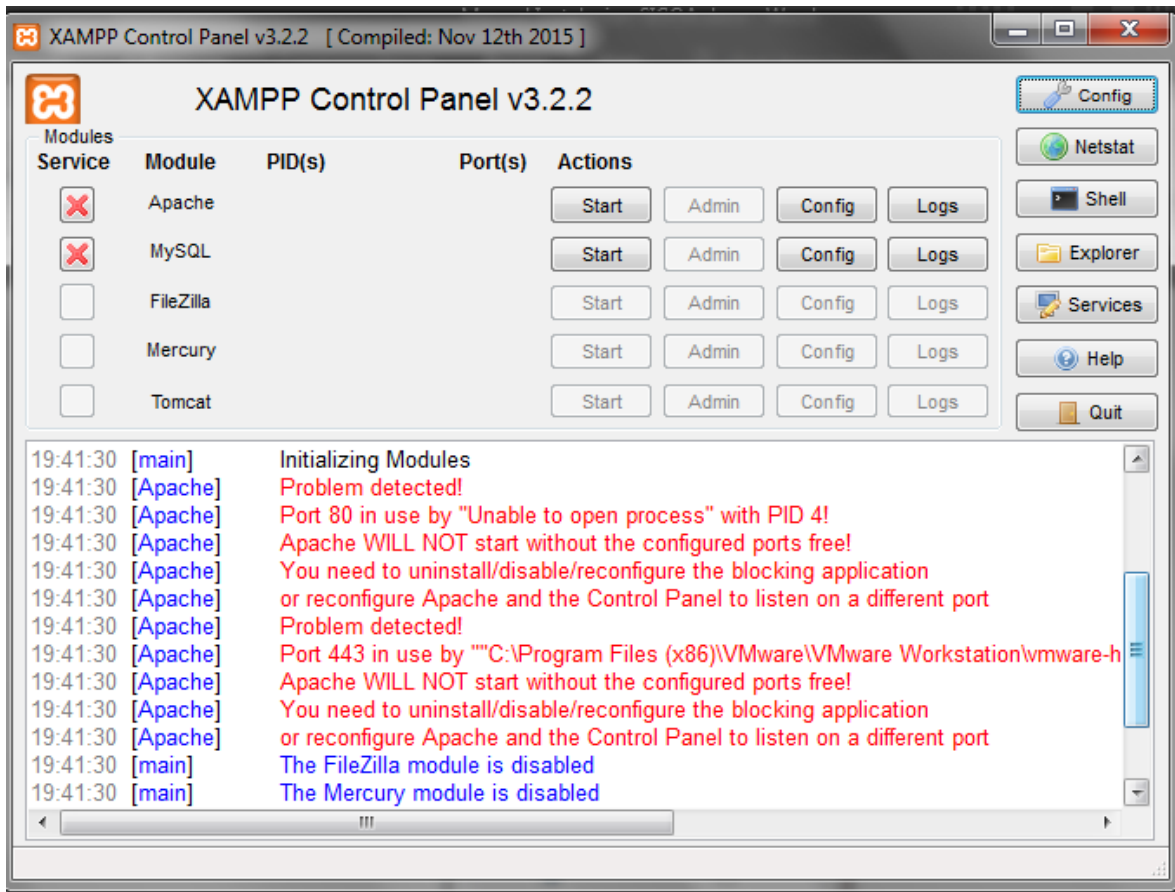 XAMPP Control Panel v3.2.2 [ Compiled: Nov 12th 2015 ]
XAMPP Control Panel v3.2.2
Config
Modules
Service Module PID(s) Port(s) Actions
Netstat
Apache Start Admin Config Logs
Shell
MySQL Start Admin Config Logs
Explorer
FileZilla Start Admin Config Logs
Services
Mercury Start Admin Config Logs
Help
Tomcat Start Admin Config Logs
Quit
19:41:30 [main] Initializing Modules
19:41:30 [Apache] Problem detected!
19:41:30 [Apache] Port 80 in use by "Unable to open process" with PID 4!
19:41:30 [Apache] Apache WILL NOT start without the configured ports free!
19:41:30 [Apache] You need to uninstall/disable/reconfigure the blocking application
19:41:30 [Apache] or reconfigure Apache and the Control Panel to listen on a different port
19:41:30 [Apache] Problem detected!
19:41:30 [Apache] Port 443 in use by ""C:\Program Files (x86)\VMware\VMware Workstation\vmware-h
19:41:30 [Apache] Apache WILL NOT start without the configured ports free!
19:41:30 [Apache] You need to uninstall/disable/reconfigure the blocking application
19:41:30 [Apache] or reconfigure Apache and the Control Panel to listen on a different port
19:41:30 [main] The FileZilla module is disabled
19:41:30 [main] The Mercury module is disabled